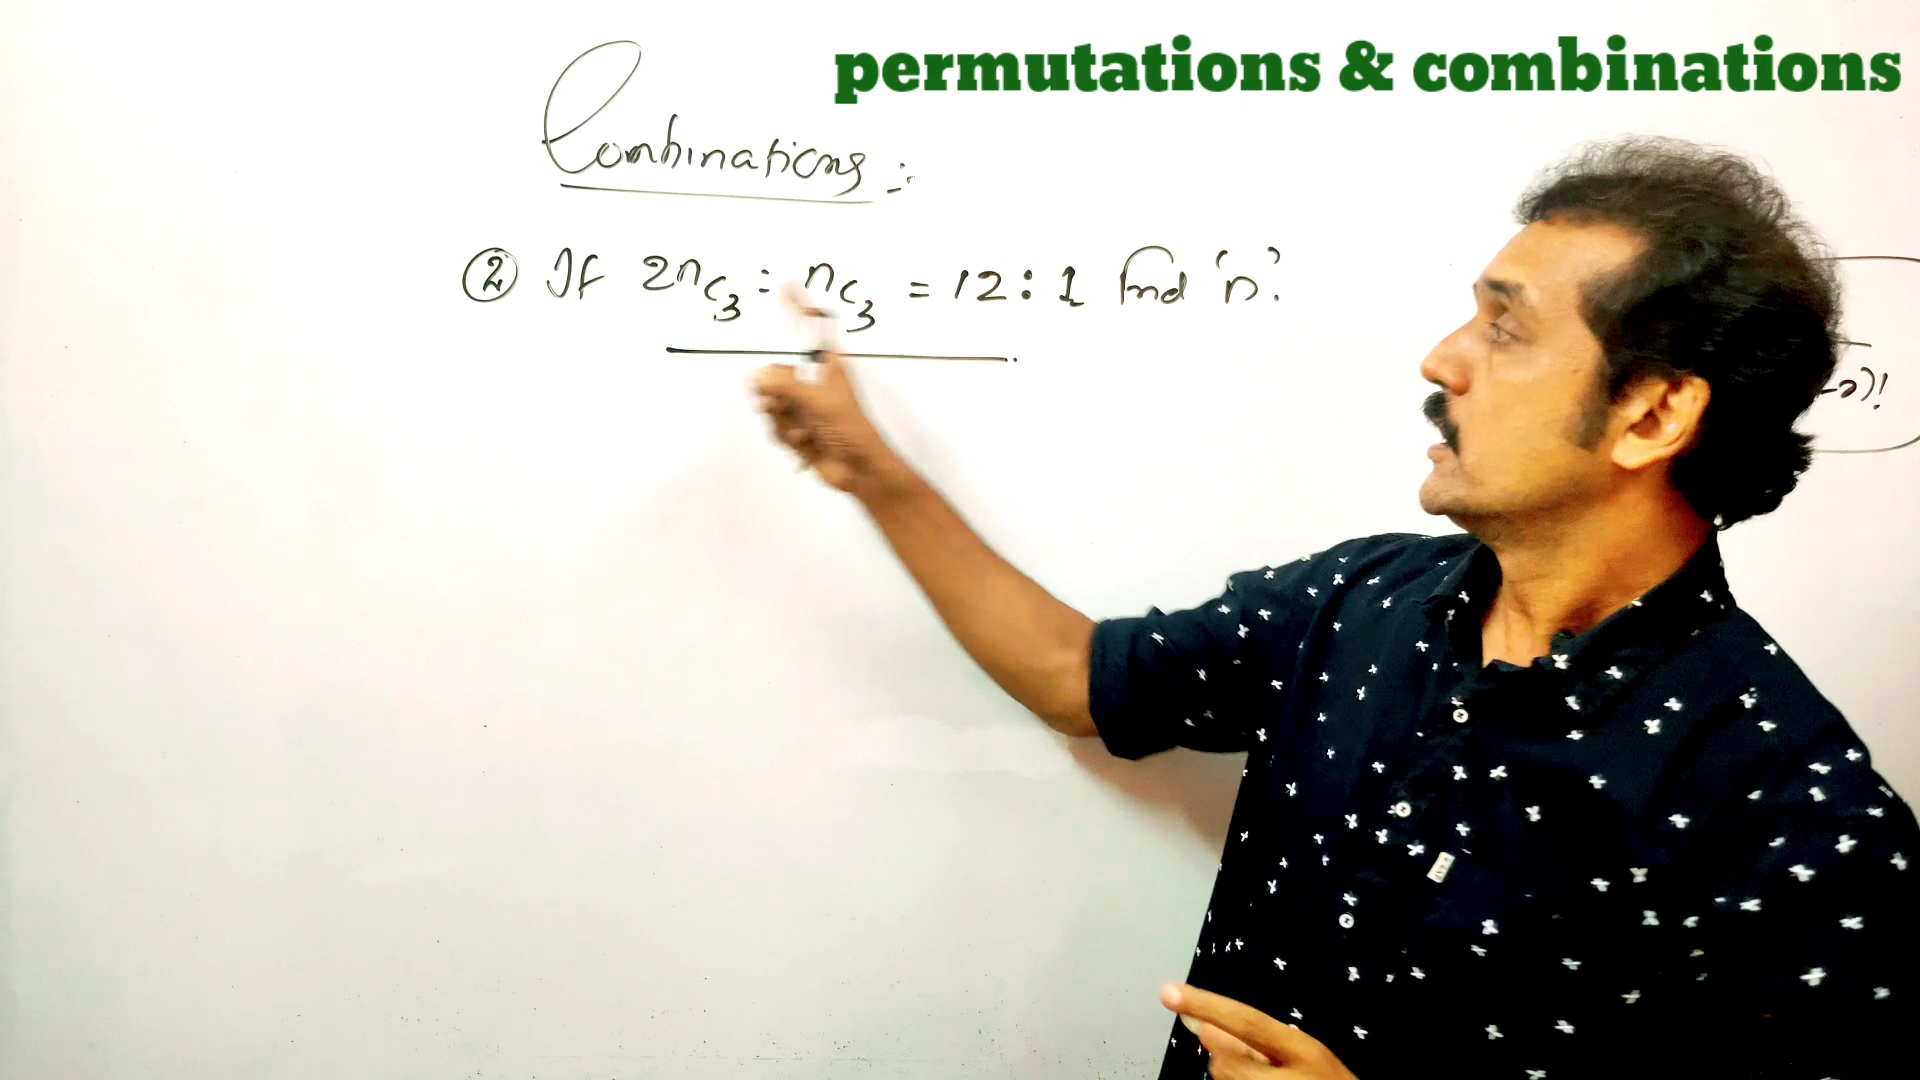 permutations & combinations
Combinations :-
② If 2nC3 : nC3 = 12 : 1 find 'n'.
-r)!